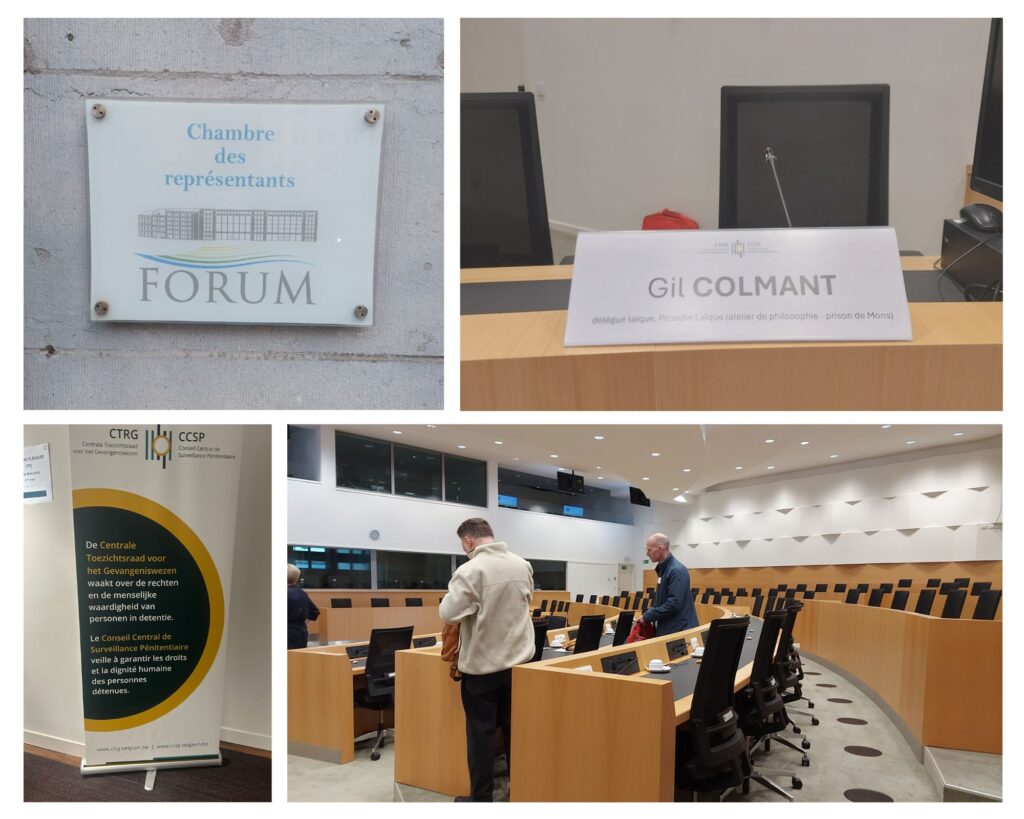 Chambre
des
représentants
FORUM
CTRG CCSP
Gil COLMANT
délégué laïque, Picardie Laïque (atelier de philosophie - prison de Mons)
CTRG
Centrale Toezichtsraad
voor het Gevangeniswezen
CCSP
Conseil Central de
Surveillance Pénitentiaire
De Centrale
Toezichtsraad voor
het Gevangeniswezen
waakt over de rechten
en de menselijke
waardigheid van
personen in detentie.
Le Conseil Central de
Surveillance Pénitentiaire
veille à garantir les droits
et la dignité humaine
des personnes
détenues.
www.ctrg.belgium.be | www.ccsp.belgium.be